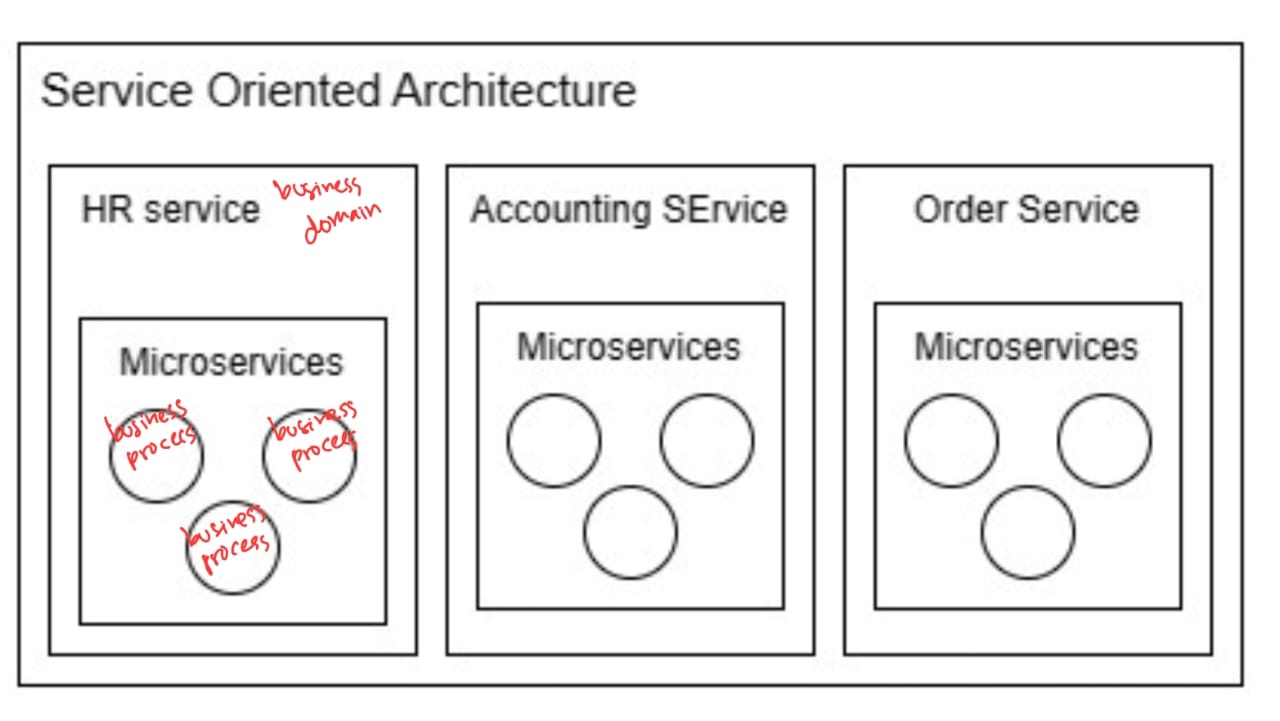 Service Oriented Architecture
HR service
business
domain
Accounting SErvice
Order Service
Microservices
business
process
business
process
business
process
Microservices
Microservices